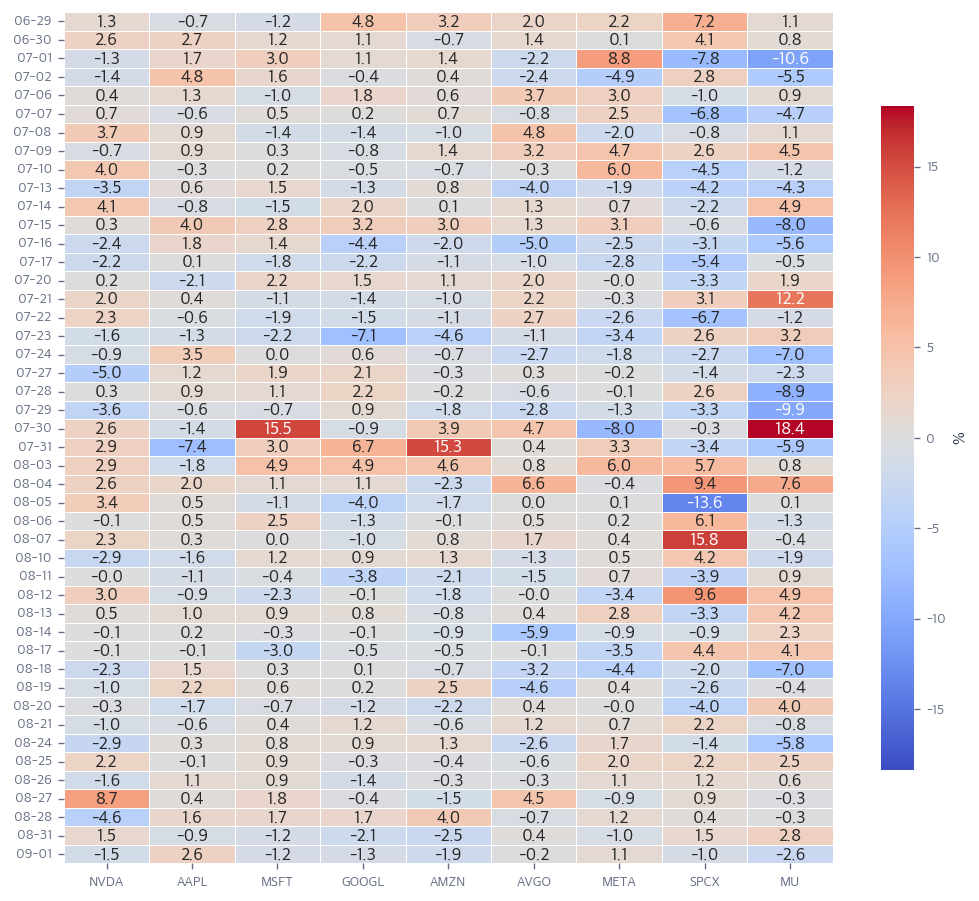 06-29 1.3 -0.7 -1.2 4.8 3.2 2.0 2.2 7.2 1.1
06-30 2.6 2.7 1.2 1.1 -0.7 1.4 0.1 4.1 0.8
07-01 -1.3 1.7 3.0 1.1 1.4 -2.2 8.8 -7.8 -10.6
07-02 -1.4 4.8 1.6 -0.4 0.4 -2.4 -4.9 2.8 -5.5
07-06 0.4 1.3 -1.0 1.8 0.6 3.7 3.0 -1.0 0.9
07-07 0.7 -0.6 0.5 0.2 0.7 -0.8 2.5 -6.8 -4.7
07-08 3.7 0.9 -1.4 -1.4 -1.0 4.8 -2.0 -0.8 1.1
07-09 -0.7 0.9 0.3 -0.8 1.4 3.2 4.7 2.6 4.5
07-10 4.0 -0.3 0.2 -0.5 -0.7 -0.3 6.0 -4.5 -1.2
07-13 -3.5 0.6 1.5 -1.3 0.8 -4.0 -1.9 -4.2 -4.3
07-14 4.1 -0.8 -1.5 2.0 0.1 1.3 0.7 -2.2 4.9
07-15 0.3 4.0 2.8 3.2 3.0 1.3 3.1 -0.6 -8.0
07-16 -2.4 1.8 1.4 -4.4 -2.0 -5.0 -2.5 -3.1 -5.6
07-17 -2.2 0.1 -1.8 -2.2 -1.1 -1.0 -2.8 -5.4 -0.5
07-20 0.2 -2.1 2.2 1.5 1.1 2.0 -0.0 -3.3 1.9
07-21 2.0 0.4 -1.1 -1.4 -1.0 2.2 -0.3 3.1 12.2
07-22 2.3 -0.6 -1.9 -1.5 -1.1 2.7 -2.6 -6.7 -1.2
07-23 -1.6 -1.3 -2.2 -7.1 -4.6 -1.1 -3.4 2.6 3.2
07-24 -0.9 3.5 0.0 0.6 -0.7 -2.7 -1.8 -2.7 -7.0
07-27 -5.0 1.2 1.9 2.1 -0.3 0.3 -0.2 -1.4 -2.3
07-28 0.3 0.9 1.1 2.2 -0.2 -0.6 -0.1 2.6 -8.9
07-29 -3.6 -0.6 -0.7 0.9 -1.8 -2.8 -1.3 -3.3 -9.9
07-30 2.6 -1.4 15.5 -0.9 3.9 4.7 -8.0 -0.3 18.4
07-31 2.9 -7.4 3.0 6.7 15.3 0.4 3.3 -3.4 -5.9
08-03 2.9 -1.8 4.9 4.9 4.6 0.8 6.0 5.7 0.8
08-04 2.6 2.0 1.1 1.1 -2.3 6.6 -0.4 9.4 7.6
08-05 3.4 0.5 -1.1 -4.0 -1.7 0.0 0.1 -13.6 0.1
08-06 -0.1 0.5 2.5 -1.3 -0.1 0.5 0.2 6.1 -1.3
08-07 2.3 0.3 0.0 -1.0 0.8 1.7 0.4 15.8 -0.4
08-10 -2.9 -1.6 1.2 0.9 1.3 -1.3 0.5 4.2 -1.9
08-11 -0.0 -1.1 -0.4 -3.8 -2.1 -1.5 0.7 -3.9 0.9
08-12 3.0 -0.9 -2.3 -0.1 -1.8 -0.0 -3.4 9.6 4.9
08-13 0.5 1.0 0.9 0.8 -0.8 0.4 2.8 -3.3 4.2
08-14 -0.1 0.2 -0.3 -0.1 -0.9 -5.9 -0.9 -0.9 2.3
08-17 -0.1 -0.1 -3.0 -0.5 -0.5 -0.1 -3.5 4.4 4.1
08-18 -2.3 1.5 0.3 0.1 -0.7 -3.2 -4.4 -2.0 -7.0
08-19 -1.0 2.2 0.6 0.2 2.5 -4.6 0.4 -2.6 -0.4
08-20 -0.3 -1.7 -0.7 -1.2 -2.2 0.4 -0.0 -4.0 4.0
08-21 -1.0 -0.6 0.4 1.2 -0.6 1.2 0.7 2.2 -0.8
08-24 -2.9 0.3 0.8 0.9 1.3 -2.6 1.7 -1.4 -5.8
08-25 2.2 -0.1 0.9 -0.3 -0.4 -0.6 2.0 2.2 2.5
08-26 -1.6 1.1 0.9 -1.4 -0.3 -0.3 1.1 1.2 0.6
08-27 8.7 0.4 1.8 -0.4 -1.5 4.5 -0.9 0.9 -0.3
08-28 -4.6 1.6 1.7 1.7 4.0 -0.7 1.2 0.4 -0.3
08-31 1.5 -0.9 -1.2 -2.1 -2.5 0.4 -1.0 1.5 2.8
09-01 -1.5 2.6 -1.2 -1.3 -1.9 -0.2 1.1 -1.0 -2.6
NVDA AAPL MSFT GOOGL AMZN AVGO META SPCX MU
15
10
5
0
-5
-10
-15
%